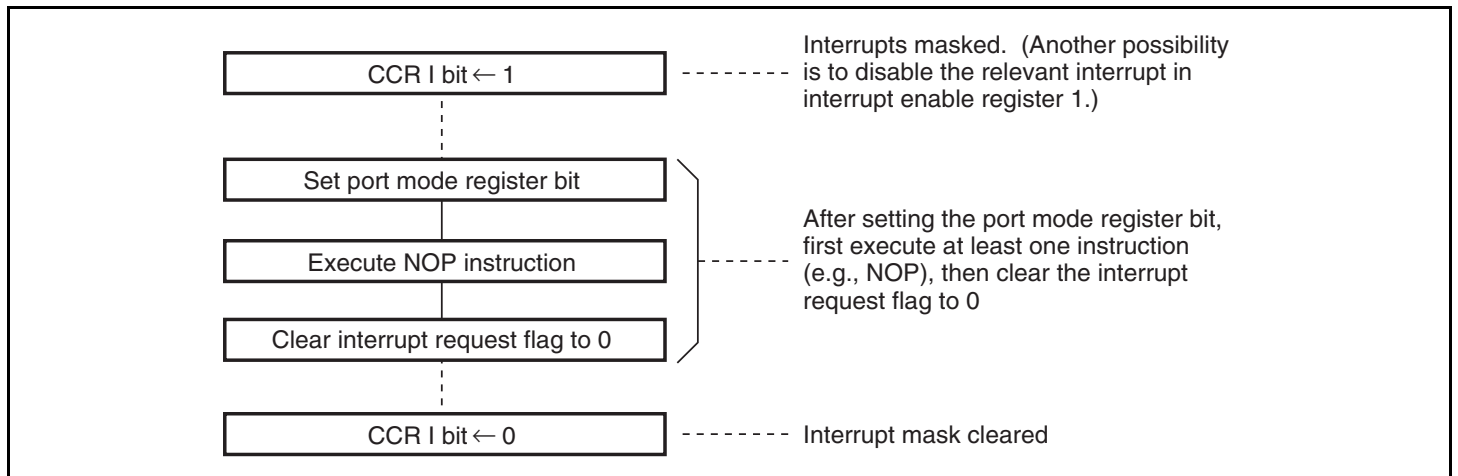 CCR I bit ← 1
Interrupts masked. (Another possibility
is to disable the relevant interrupt in
interrupt enable register 1.)
Set port mode register bit
Execute NOP instruction
Clear interrupt request flag to 0
After setting the port mode register bit,
first execute at least one instruction
(e.g., NOP), then clear the interrupt
request flag to 0
CCR I bit ← 0
Interrupt mask cleared